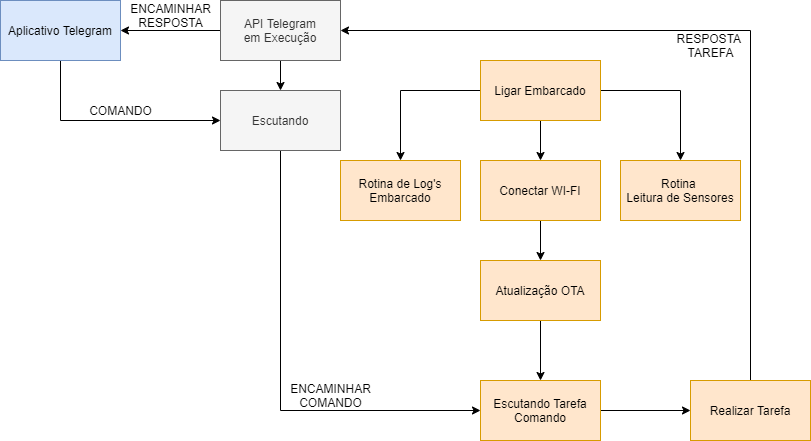 Aplicativo Telegram
ENCAMINHAR
RESPOSTA
API Telegram
em Execução
RESPOSTA
TAREFA
COMANDO
Escutando
Ligar Embarcado
Rotina de Log's
Embarcado
Conectar WI-FI
Rotina
Leitura de Sensores
Atualização OTA
ENCAMINHAR
COMANDO
Escutando Tarefa
Comando
Realizar Tarefa